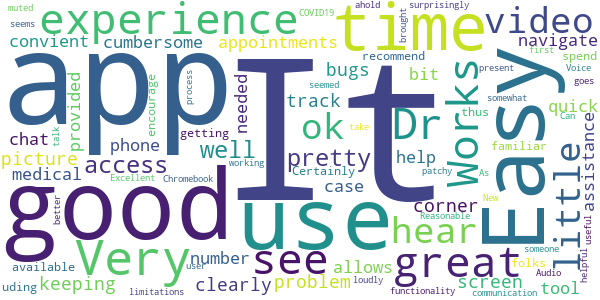 muted
experience
COVID19
ahold
surprisingly
time
video
seems
convient
cumbersome
appointments
recommend
brought
navigate
app
It
Easy
bugs
bit
first
spend
Voice
goes
provided
encourage
process
needed
seemed
track
present
somewhat
ok
Dr
Works
thus
quick
Can
chat
talk
phone
getting
well
pretty
help
familiar
picture
access
working
Certainly
patchy
As
medical
Excellent
Chromebook
take
case
corner
New
little
assistance
good
use
hear
Reasonable
better
Very
see
great
someone
folks
helpful
useful
available
user
number
allows
screen
Audio
uding
keeping
limitations
clearly
problem
loudly
functionality
communication
tool